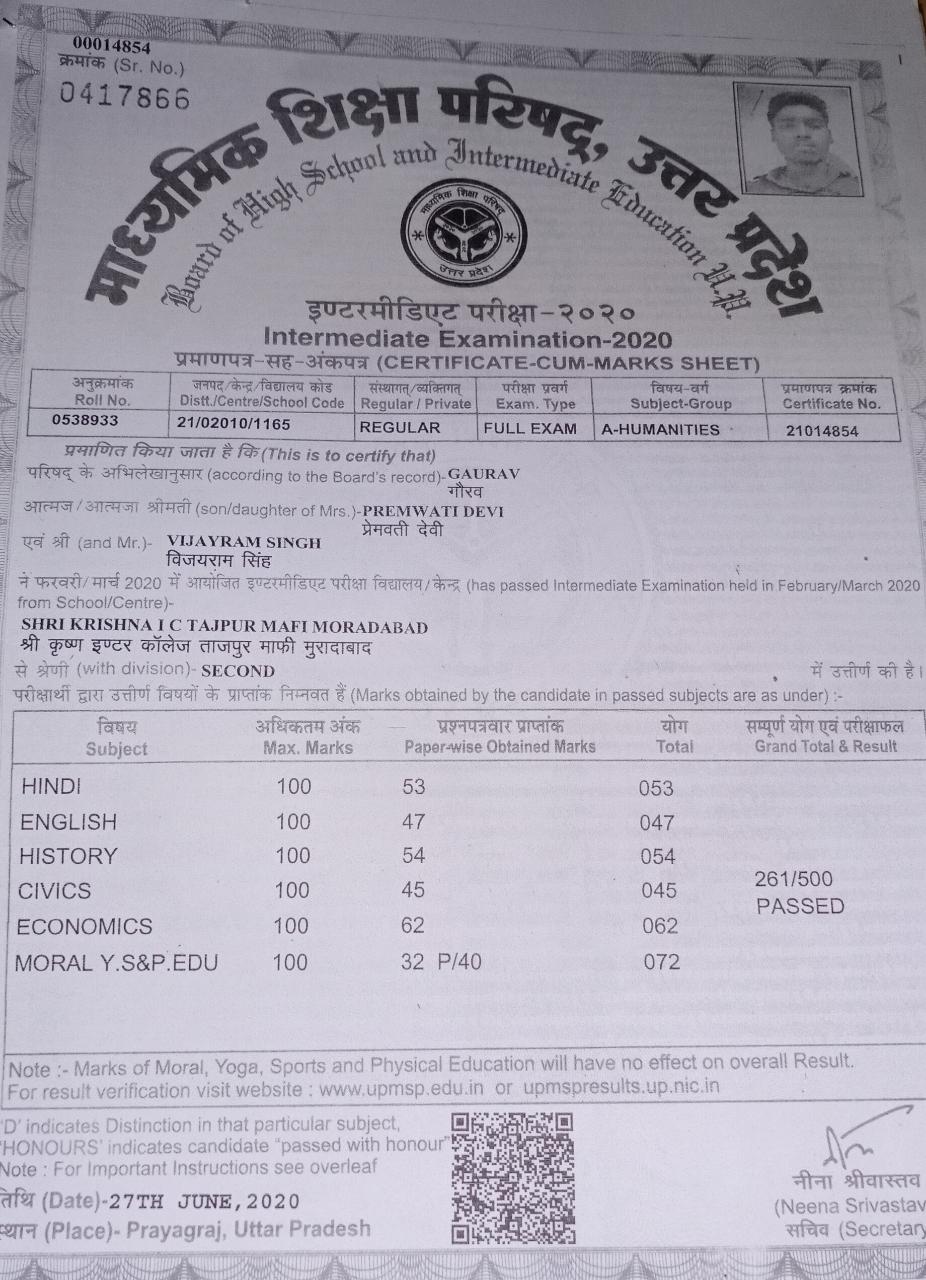 00014854
क्रमांक (Sr. No.)
0417866
माध्यमिक शिक्षा परिषद्, उत्तर प्रदेश
Board of High School and Intermediate Education U.P.
माध्यमिक शिक्षा परिषद
उत्तर प्रदेश
इण्टरमीडिएट परीक्षा-२०२०
Intermediate Examination-2020
प्रमाणपत्र-सह-अंकपत्र (CERTIFICATE-CUM-MARKS SHEET)
अनुक्रमांक जनपद/केन्द्र/विद्यालय कोड संस्थागत/व्यक्तिगत् परीक्षा प्रवर्ग विषय-वर्ग प्रमाणपत्र क्रमांक
Roll No. Distt./Centre/School Code Regular / Private Exam. Type Subject-Group Certificate No.
0538933 21/02010/1165 REGULAR FULL EXAM A-HUMANITIES 21014854
प्रमाणित किया जाता है कि (This is to certify that)
परिषद् के अभिलेखानुसार (according to the Board's record)-GAURAV
गौरव
आत्मज/आत्मजा श्रीमती (son/daughter of Mrs.)-PREMWATI DEVI
प्रेमवती देवी
एवं श्री (and Mr.)- VIJAYRAM SINGH
विजयराम सिंह
ने फरवरी/मार्च 2020 में आयोजित इण्टरमीडिएट परीक्षा विद्यालय/केन्द्र (has passed Intermediate Examination held in February/March 2020
from School/Centre)-
SHRI KRISHNA I C TAJPUR MAFI MORADABAD
श्री कृष्ण इण्टर कॉलेज ताजपुर माफी मुरादाबाद
से श्रेणी (with division)- SECOND में उत्तीर्ण की है।
परीक्षार्थी द्वारा उत्तीर्ण विषयों के प्राप्तांक निम्नवत हैं (Marks obtained by the candidate in passed subjects are as under) :-
विषय अधिकतम अंक प्रश्नपत्रवार प्राप्तांक योग सम्पूर्ण योग एवं परीक्षाफल
Subject Max. Marks Paper-wise Obtained Marks Total Grand Total & Result
HINDI 100 53 053
ENGLISH 100 47 047
HISTORY 100 54 054
CIVICS 100 45 045 261/500
PASSED
ECONOMICS 100 62 062
MORAL Y.S&P.EDU 100 32 P/40 072
Note :- Marks of Moral, Yoga, Sports and Physical Education will have no effect on overall Result.
For result verification visit website : www.upmsp.edu.in or upmspresults.up.nic.in
'D' indicates Distinction in that particular subject,
'HONOURS' indicates candidate "passed with honour"
Note : For Important Instructions see overleaf
तिथि (Date)-27TH JUNE,2020
स्थान (Place)- Prayagraj, Uttar Pradesh
नीना श्रीवास्तव
(Neena Srivastav
सचिव (Secretary